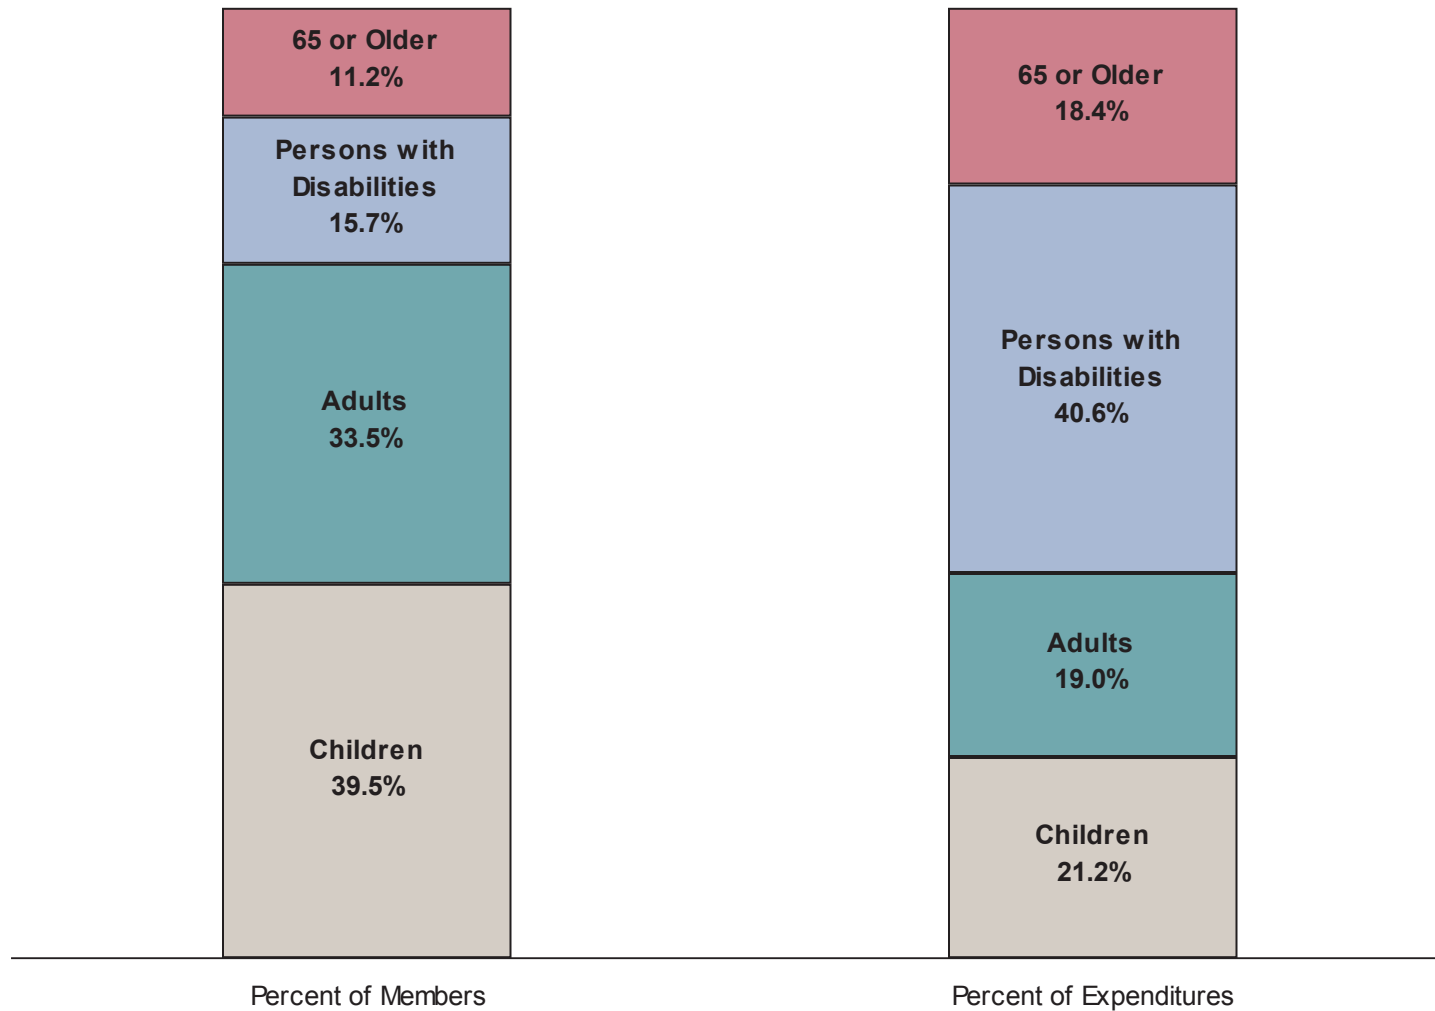 65 or Older
11.2%
Persons with
Disabilities
15.7%
Adults
33.5%
Children
39.5%
Percent of Members
65 or Older
18.4%
Persons with
Disabilities
40.6%
Adults
19.0%
Children
21.2%
Percent of Expenditures